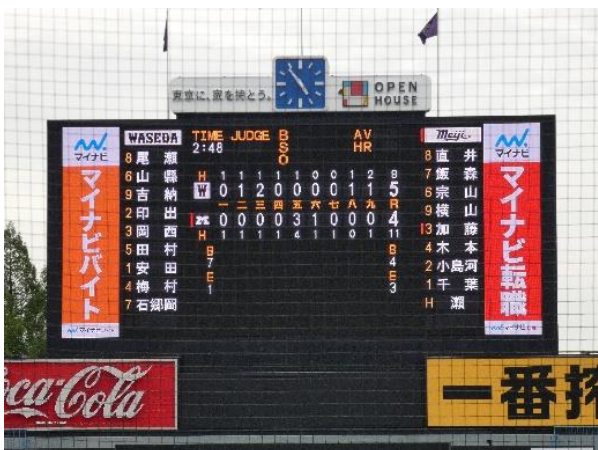 東京に、家を持とう。
OPEN HOUSE
マイナビ
マイナビバイト
WASEDA
8 尾瀬
6 山縣
9 吉納
2 印出
3 岡西
5 田村
1 安田
4 梅村
7 石郷岡
TIME JUDGE B AV
2:48 S HR
O
H 1 1 1 1 1 0 0 1 2 8
W 0 1 2 0 0 0 0 1 1 5
一 二 三 四 五 六 七 八 九 R
M 0 0 0 0 3 1 0 0 0 4
H 1 1 1 1 4 1 1 0 1 11
B 7 E 1
B 4 E 3
Meiji
8 直井
7 飯森
6 宗山
9 横山
3 加藤
4 木本
2 小島河
1 千葉
H 瀬
マイナビ
マイナビ転職
Coca-Cola
一番搾